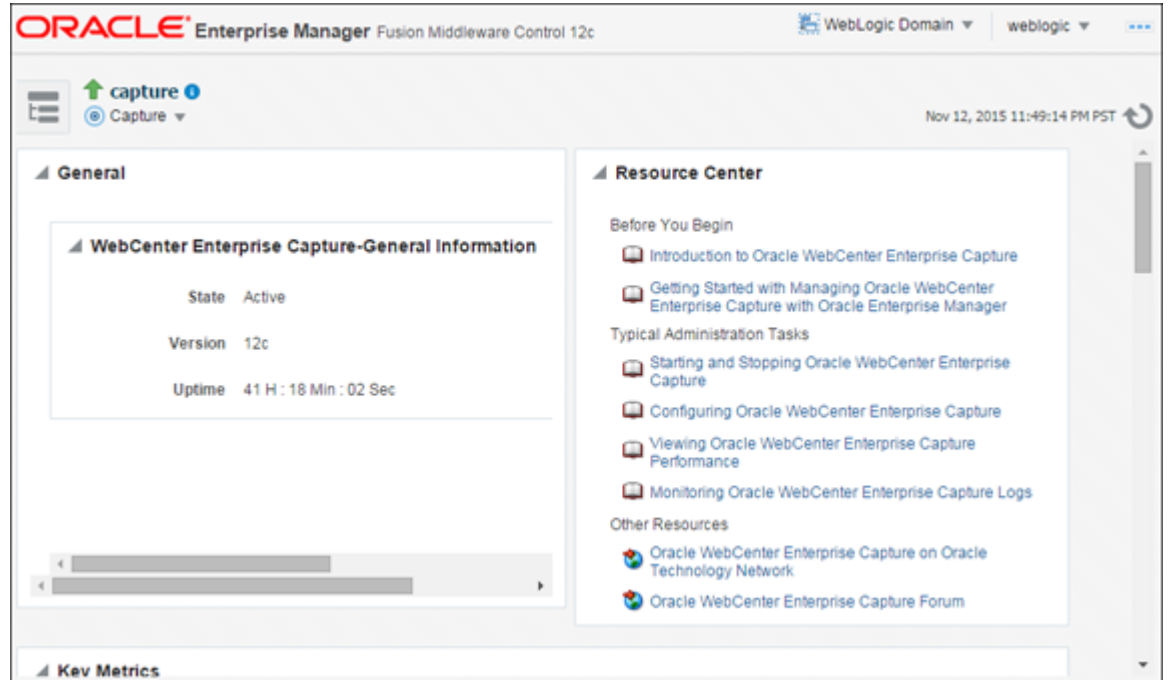 ORACLE Enterprise Manager Fusion Middleware Control 12c
WebLogic Domain
weblogic
capture
Capture
Nov 12, 2015 11:49:14 PM PST
General
WebCenter Enterprise Capture-General Information
State Active
Version 12c
Uptime 41 H : 18 Min : 02 Sec
Resource Center
Before You Begin
Introduction to Oracle WebCenter Enterprise Capture
Getting Started with Managing Oracle WebCenter
Enterprise Capture with Oracle Enterprise Manager
Typical Administration Tasks
Starting and Stopping Oracle WebCenter Enterprise
Capture
Configuring Oracle WebCenter Enterprise Capture
Viewing Oracle WebCenter Enterprise Capture
Performance
Monitoring Oracle WebCenter Enterprise Capture Logs
Other Resources
Oracle WebCenter Enterprise Capture on Oracle
Technology Network
Oracle WebCenter Enterprise Capture Forum
Key Metrics